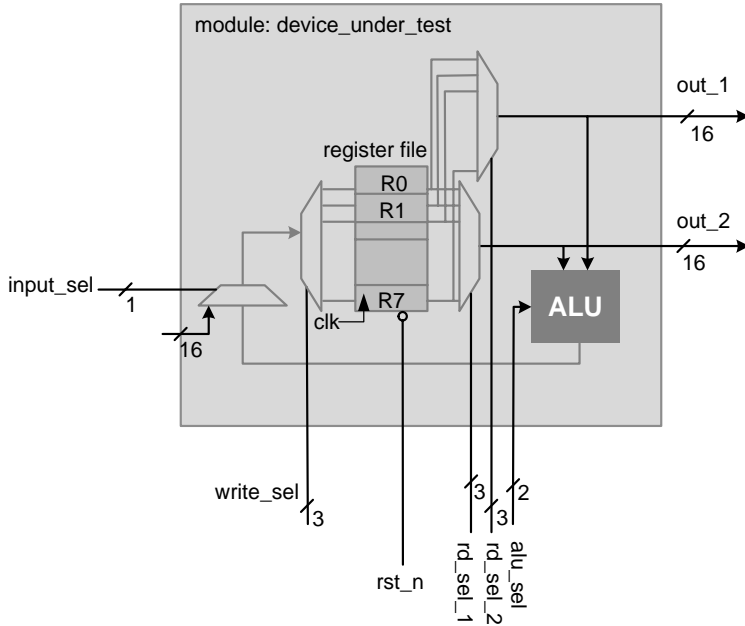 module: device_under_test
out_1
16
register file
R0
R1
out_2
16
input_sel
1
R7
clk
ALU
16
write_sel
3
3
3
2
rst_n
rd_sel_1
rd_sel_2
alu_sel